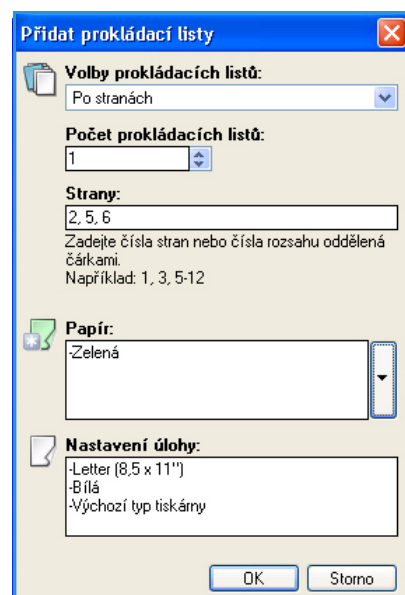 Přidat prokládací listy
Volby prokládacích listů:
Po stranách
Počet prokládacích listů:
1
Strany:
2, 5, 6
Zadejte čísla stran nebo čísla rozsahu oddělená
čárkami.
Například: 1, 3, 5-12
Papír:
-Zelená
Nastavení úlohy:
-Letter (8,5 x 11")
-Bílá
-Výchozí typ tiskárny
OK
Storno